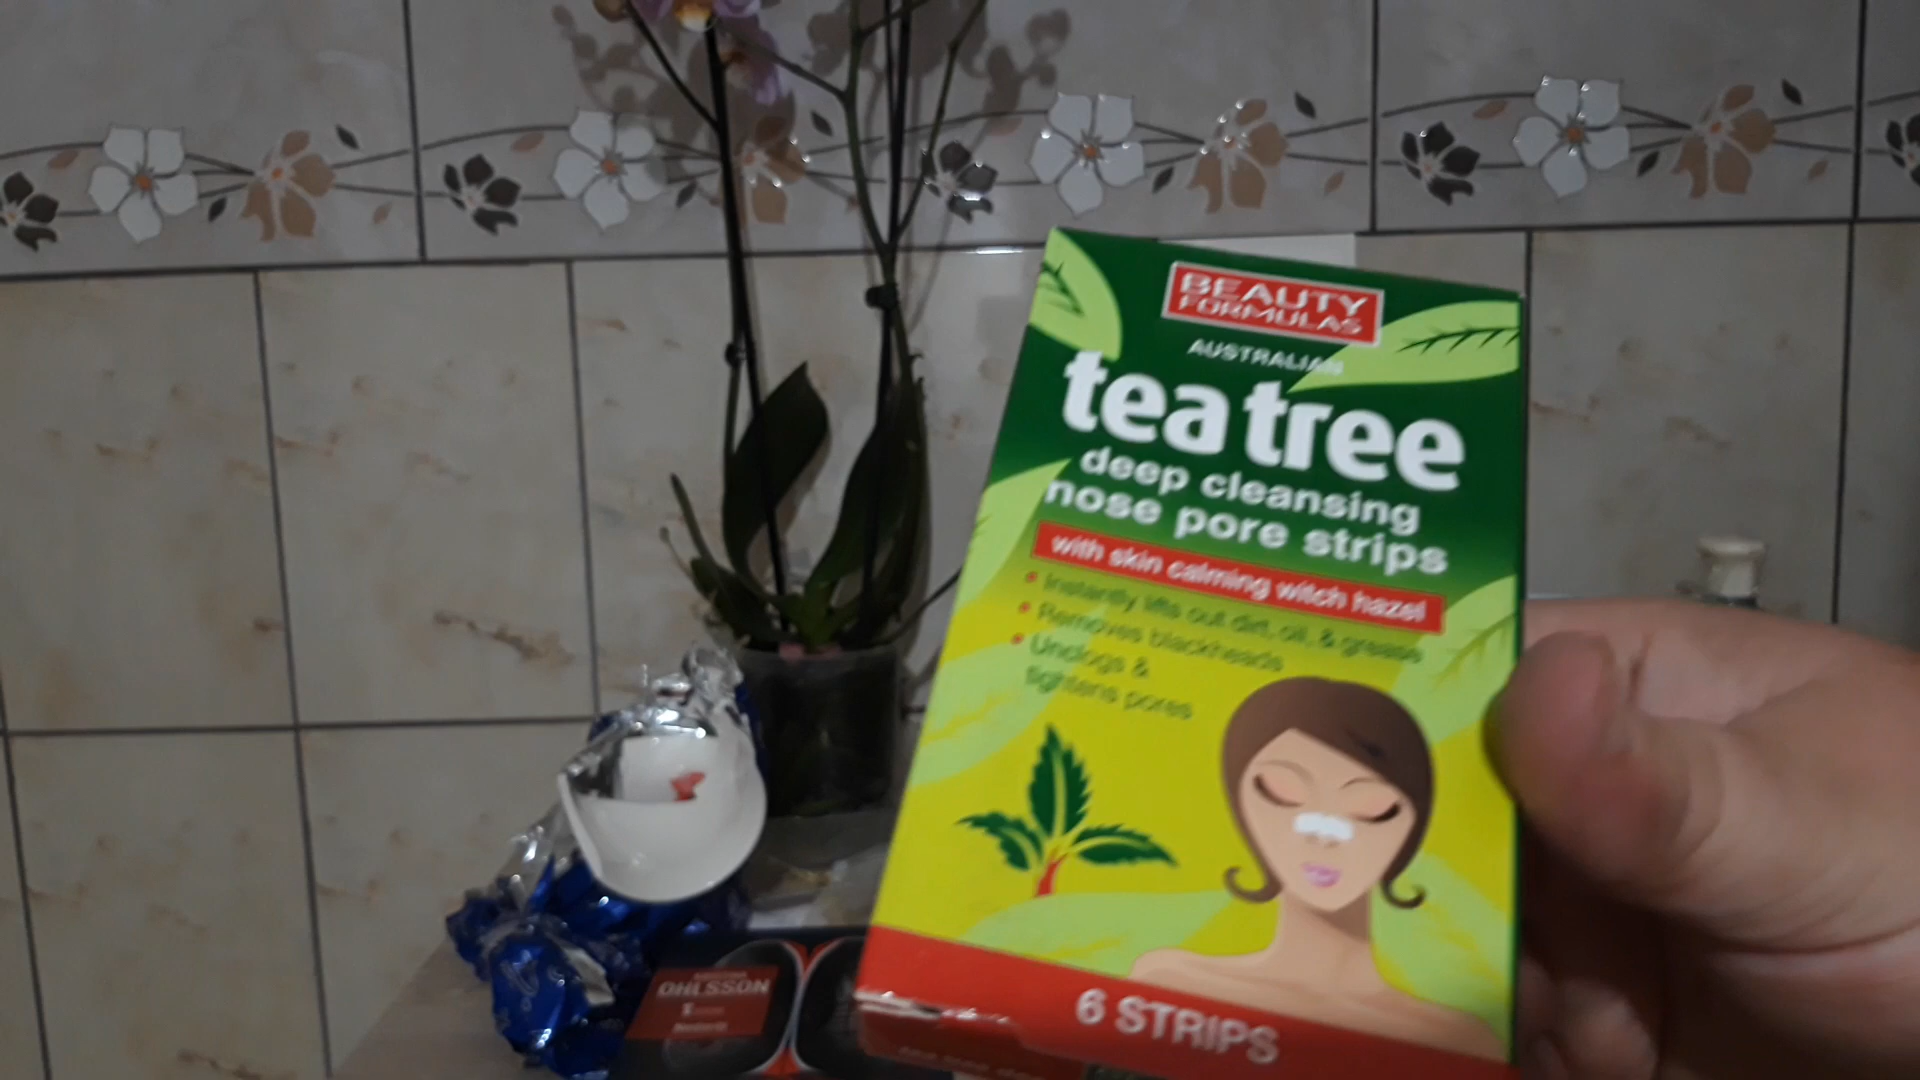 BEAUTY
FORMULAS
AUSTRALIAN
tea tree
deep cleansing
nose pore strips
with skin calming witch hazel
• Instantly lifts out dirt, oil, & grease
• Removes blackheads
• Unclogs &
tightens pores
6 STRIPS
OHLSSON